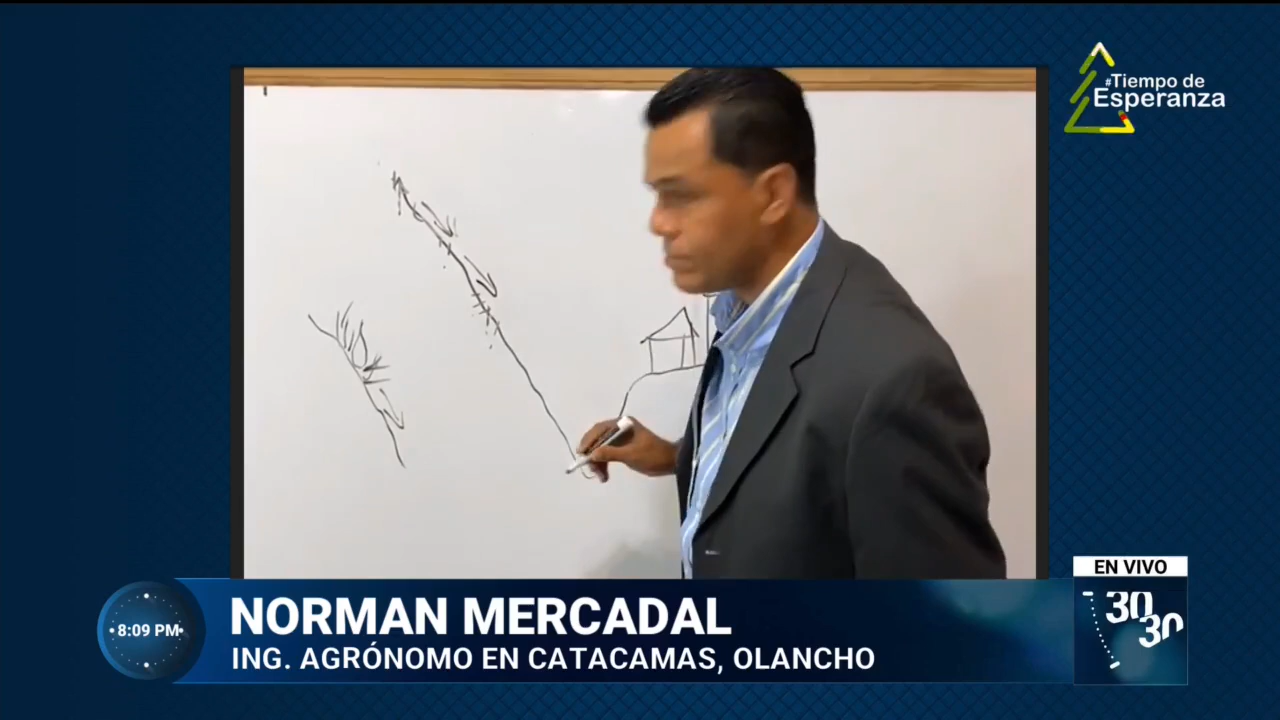 #Tiempo de
Esperanza
EN VIVO
30
30
8:09 PM
NORMAN MERCADAL
ING. AGRÓNOMO EN CATACAMAS, OLANCHO